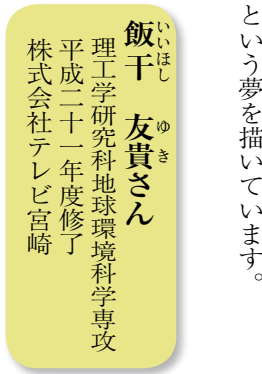 という夢を描いています。
飯干 友貴さん
いいほし ゆき
理工学研究科地球環境科学専攻
平成二十一年度修了
株式会社テレビ宮崎